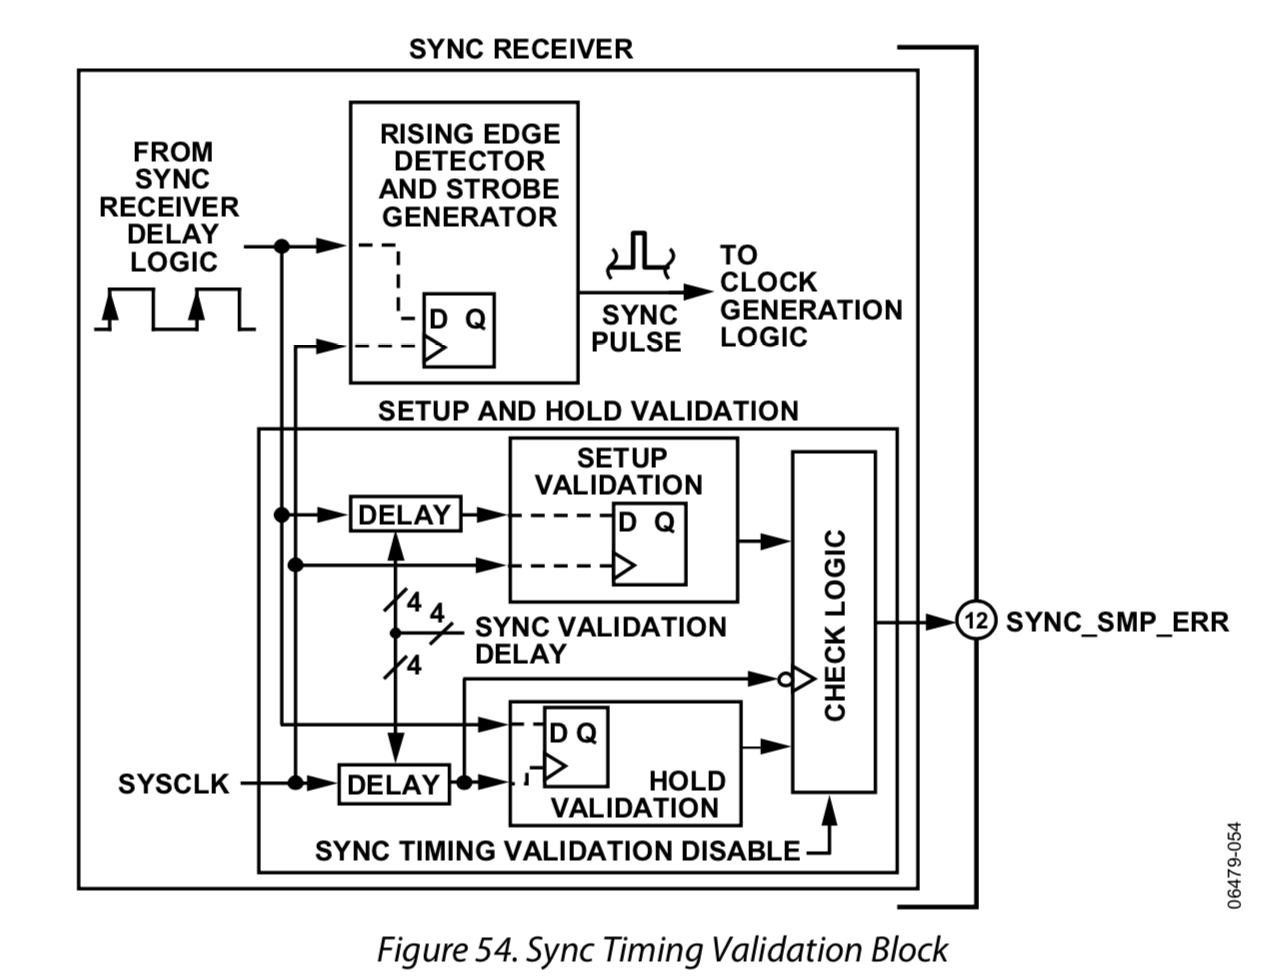 SYNC RECEIVER
FROM
SYNC
RECEIVER
DELAY
LOGIC
RISING EDGE
DETECTOR
AND STROBE
GENERATOR
D Q
SYNC
PULSE
TO
CLOCK
GENERATION
LOGIC
SETUP AND HOLD VALIDATION
DELAY
SETUP
VALIDATION
D Q
4
4
4
SYNC VALIDATION
DELAY
CHECK LOGIC
12
SYNC_SMP_ERR
D Q
HOLD
VALIDATION
SYSCLK
DELAY
SYNC TIMING VALIDATION DISABLE
06479-054
Figure 54. Sync Timing Validation Block